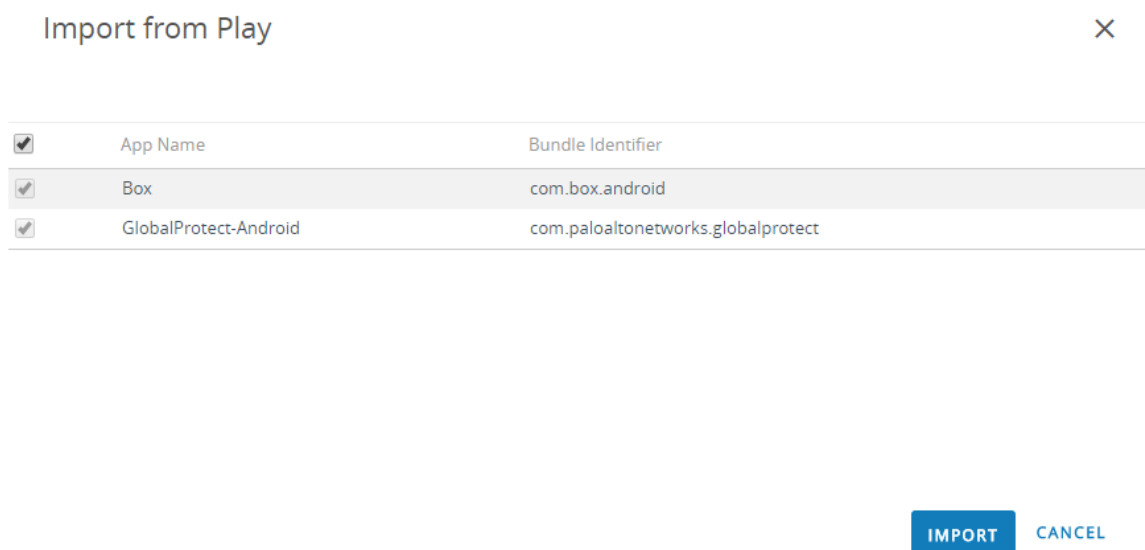 Import from Play
App Name Bundle Identifier
Box com.box.android
GlobalProtect-Android com.paloaltonetworks.globalprotect
IMPORT CANCEL